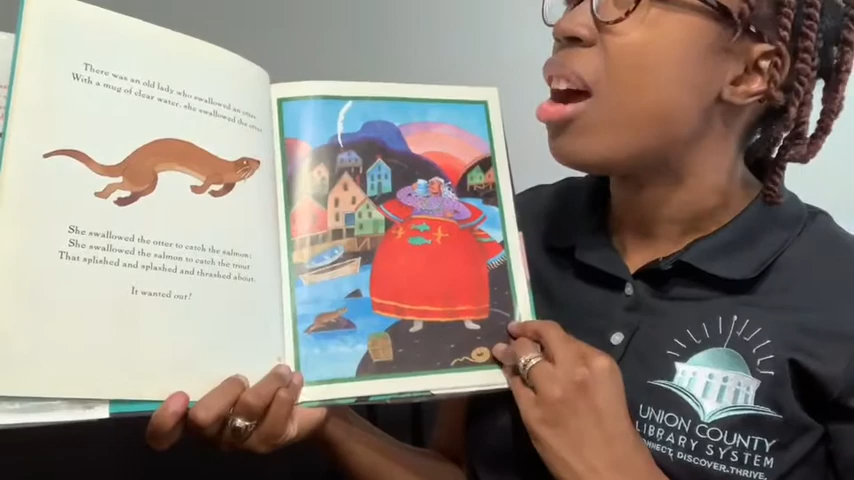 There was an old lady who swallowed an otter.
With a mug of clear water, she swallowed the otter.
She swallowed the otter to catch the salmon;
She swallowed the salmon to catch the trout
That splished and splashed and thrashed about.
It wanted out!
UNION COUNTY
LIBRARY SYSTEM
CONNECT. DISCOVER. THRIVE.